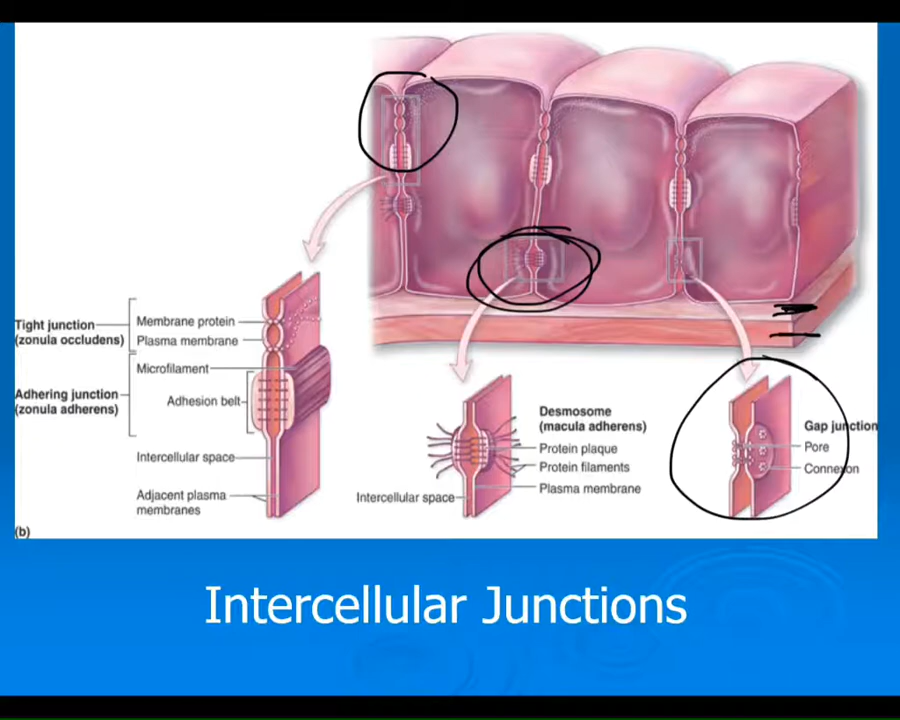 Tight junction
(zonula occludens)
Membrane protein
Plasma membrane
Adhering junction
(zonula adherens)
Microfilament
Adhesion belt
Intercellular space
Adjacent plasma
membranes
(b)
Desmosome
(macula adherens)
Protein plaque
Protein filaments
Plasma membrane
Intercellular space
Gap junction
Pore
Connexon
Intercellular Junctions